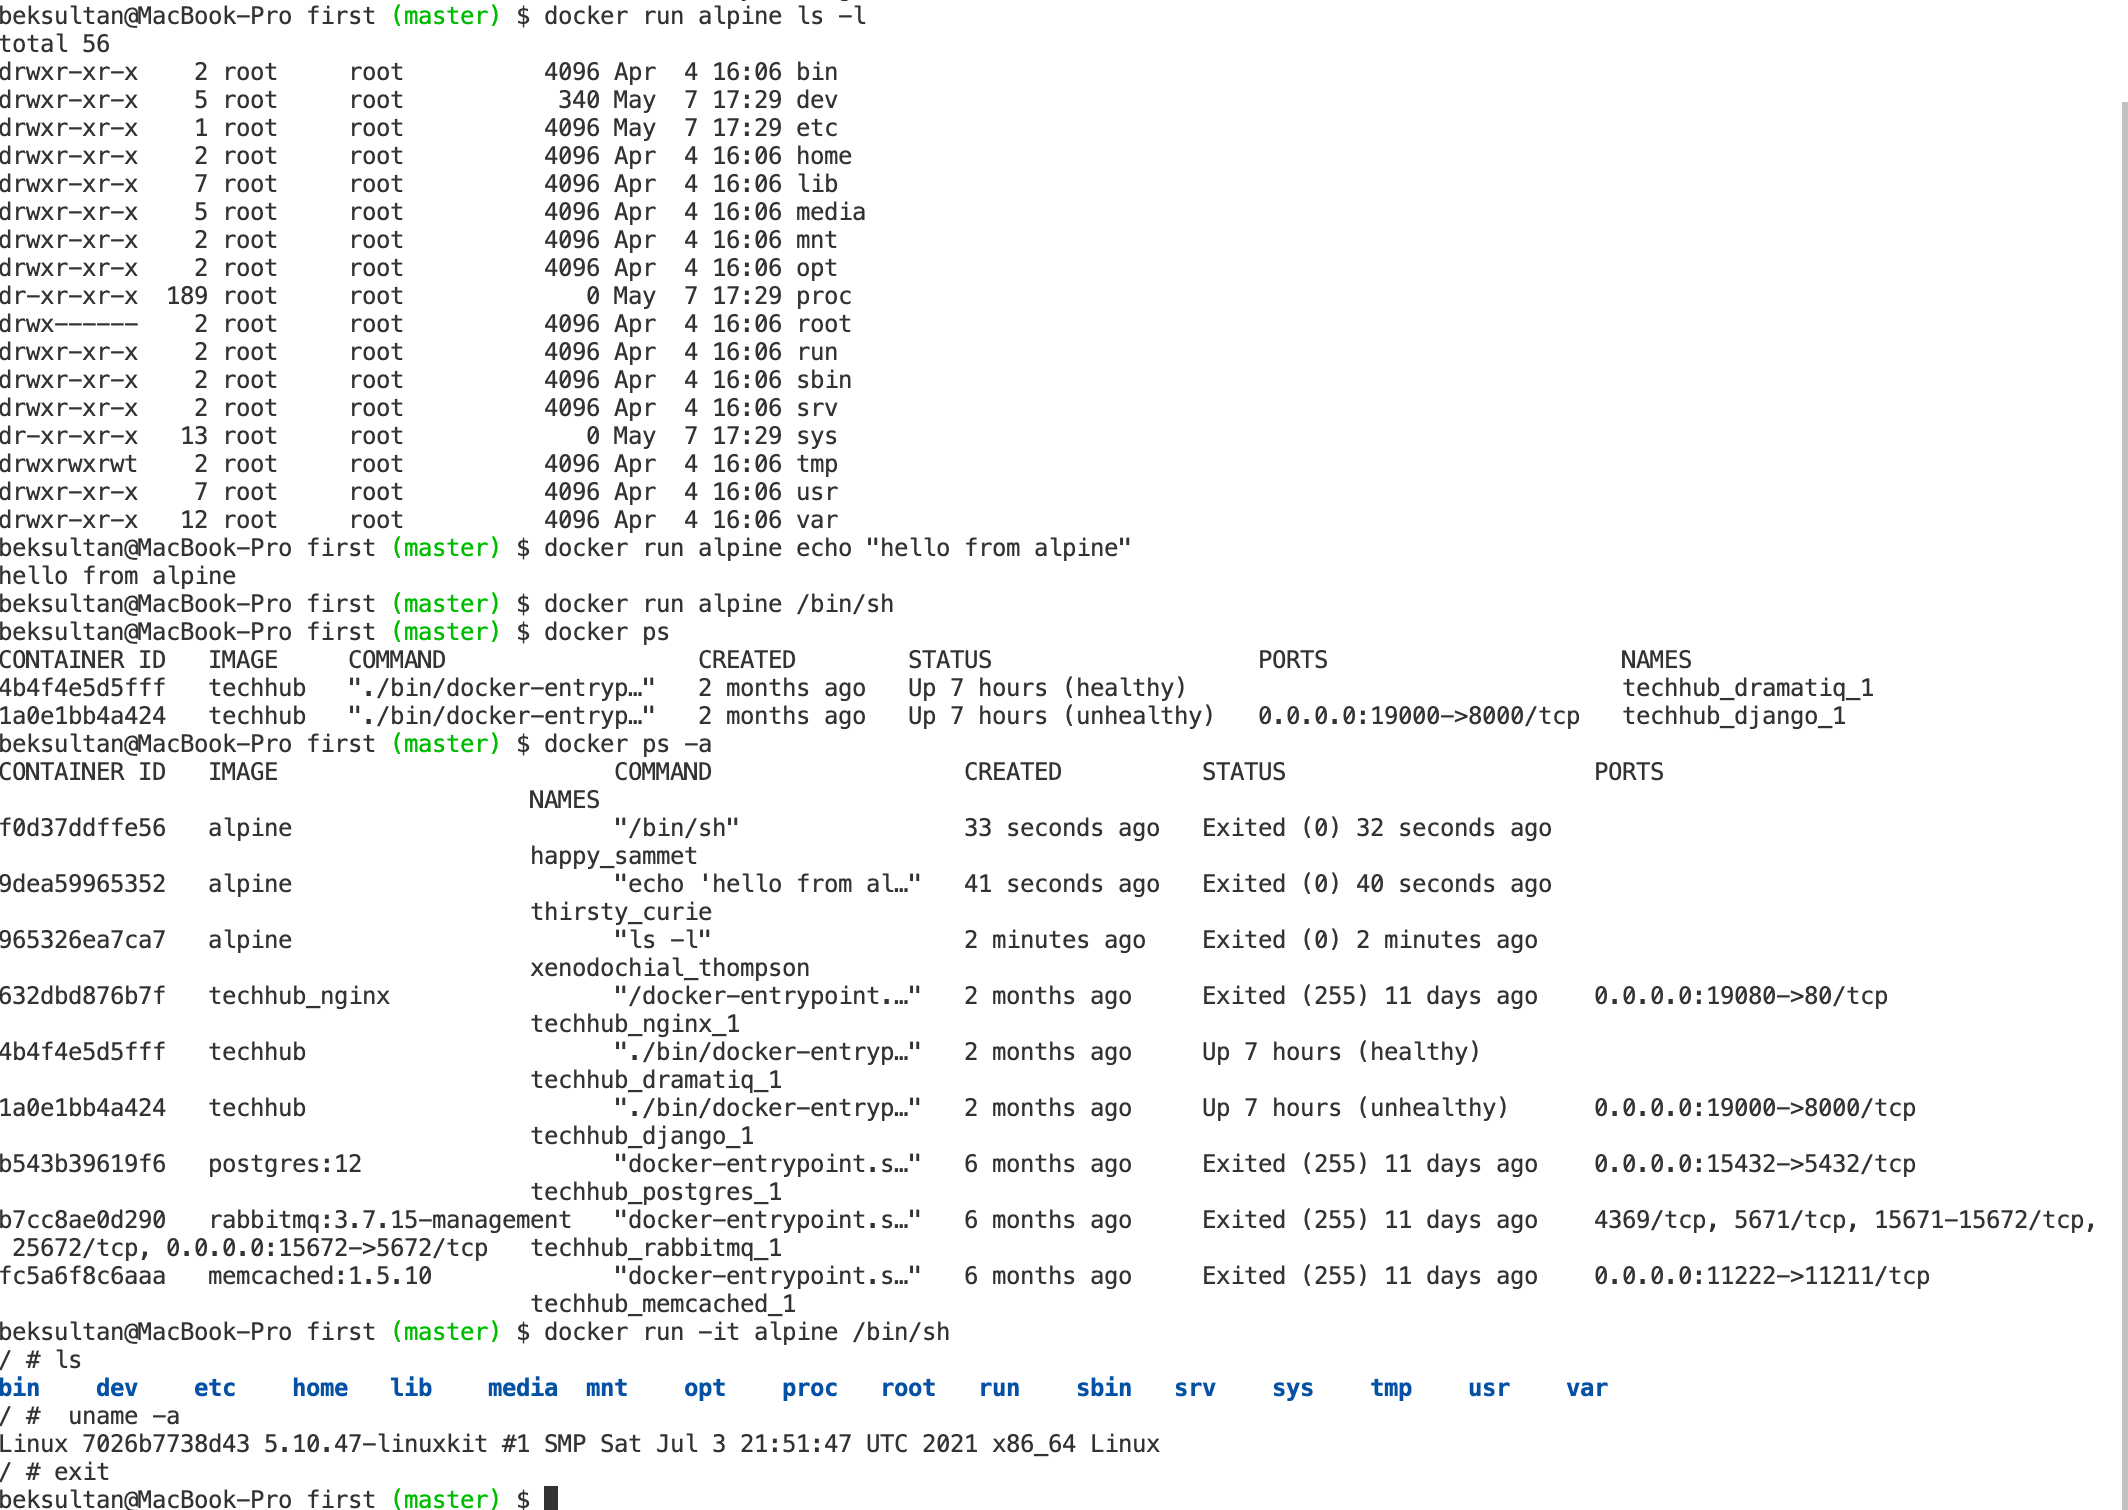 beksultan@MacBook-Pro first (master) $ docker run alpine ls -l
total 56
drwxr-xr-x    2 root     root          4096 Apr  4 16:06 bin
drwxr-xr-x    5 root     root           340 May  7 17:29 dev
drwxr-xr-x    1 root     root          4096 May  7 17:29 etc
drwxr-xr-x    2 root     root          4096 Apr  4 16:06 home
drwxr-xr-x    7 root     root          4096 Apr  4 16:06 lib
drwxr-xr-x    5 root     root          4096 Apr  4 16:06 media
drwxr-xr-x    2 root     root          4096 Apr  4 16:06 mnt
drwxr-xr-x    2 root     root          4096 Apr  4 16:06 opt
dr-xr-xr-x  189 root     root             0 May  7 17:29 proc
drwx------    2 root     root          4096 Apr  4 16:06 root
drwxr-xr-x    2 root     root          4096 Apr  4 16:06 run
drwxr-xr-x    2 root     root          4096 Apr  4 16:06 sbin
drwxr-xr-x    2 root     root          4096 Apr  4 16:06 srv
dr-xr-xr-x   13 root     root             0 May  7 17:29 sys
drwxrwxrwt    2 root     root          4096 Apr  4 16:06 tmp
drwxr-xr-x    7 root     root          4096 Apr  4 16:06 usr
drwxr-xr-x   12 root     root          4096 Apr  4 16:06 var
beksultan@MacBook-Pro first (master) $ docker run alpine echo "hello from alpine"
hello from alpine
beksultan@MacBook-Pro first (master) $ docker run alpine /bin/sh
beksultan@MacBook-Pro first (master) $ docker ps
CONTAINER ID   IMAGE     COMMAND                  CREATED        STATUS                   PORTS                     NAMES
4b4f4e5d5fff   techhub   "./bin/docker-entryp…"   2 months ago   Up 7 hours (healthy)                               techhub_dramatiq_1
1a0e1bb4a424   techhub   "./bin/docker-entryp…"   2 months ago   Up 7 hours (unhealthy)   0.0.0.0:19000->8000/tcp   techhub_django_1
beksultan@MacBook-Pro first (master) $ docker ps -a
CONTAINER ID   IMAGE                        COMMAND                  CREATED          STATUS                      PORTS
                                      NAMES
f0d37ddffe56   alpine                       "/bin/sh"                33 seconds ago   Exited (0) 32 seconds ago
                                      happy_sammet
9dea59965352   alpine                       "echo 'hello from al…"   41 seconds ago   Exited (0) 40 seconds ago
                                      thirsty_curie
965326ea7ca7   alpine                       "ls -l"                  2 minutes ago    Exited (0) 2 minutes ago
                                      xenodochial_thompson
632dbd876b7f   techhub_nginx                "/docker-entrypoint.…"   2 months ago     Exited (255) 11 days ago    0.0.0.0:19080->80/tcp
                                      techhub_nginx_1
4b4f4e5d5fff   techhub                      "./bin/docker-entryp…"   2 months ago     Up 7 hours (healthy)
                                      techhub_dramatiq_1
1a0e1bb4a424   techhub                      "./bin/docker-entryp…"   2 months ago     Up 7 hours (unhealthy)      0.0.0.0:19000->8000/tcp
                                      techhub_django_1
b543b39619f6   postgres:12                  "docker-entrypoint.s…"   6 months ago     Exited (255) 11 days ago    0.0.0.0:15432->5432/tcp
                                      techhub_postgres_1
b7cc8ae0d290   rabbitmq:3.7.15-management   "docker-entrypoint.s…"   6 months ago     Exited (255) 11 days ago    4369/tcp, 5671/tcp, 15671-15672/tcp,
 25672/tcp, 0.0.0.0:15672->5672/tcp   techhub_rabbitmq_1
fc5a6f8c6aaa   memcached:1.5.10             "docker-entrypoint.s…"   6 months ago     Exited (255) 11 days ago    0.0.0.0:11222->11211/tcp
                                      techhub_memcached_1
beksultan@MacBook-Pro first (master) $ docker run -it alpine /bin/sh
/ # ls
bin    dev    etc    home   lib    media  mnt    opt    proc   root   run    sbin   srv    sys    tmp    usr    var
/ #  uname -a
Linux 7026b7738d43 5.10.47-linuxkit #1 SMP Sat Jul 3 21:51:47 UTC 2021 x86_64 Linux
/ # exit
beksultan@MacBook-Pro first (master) $